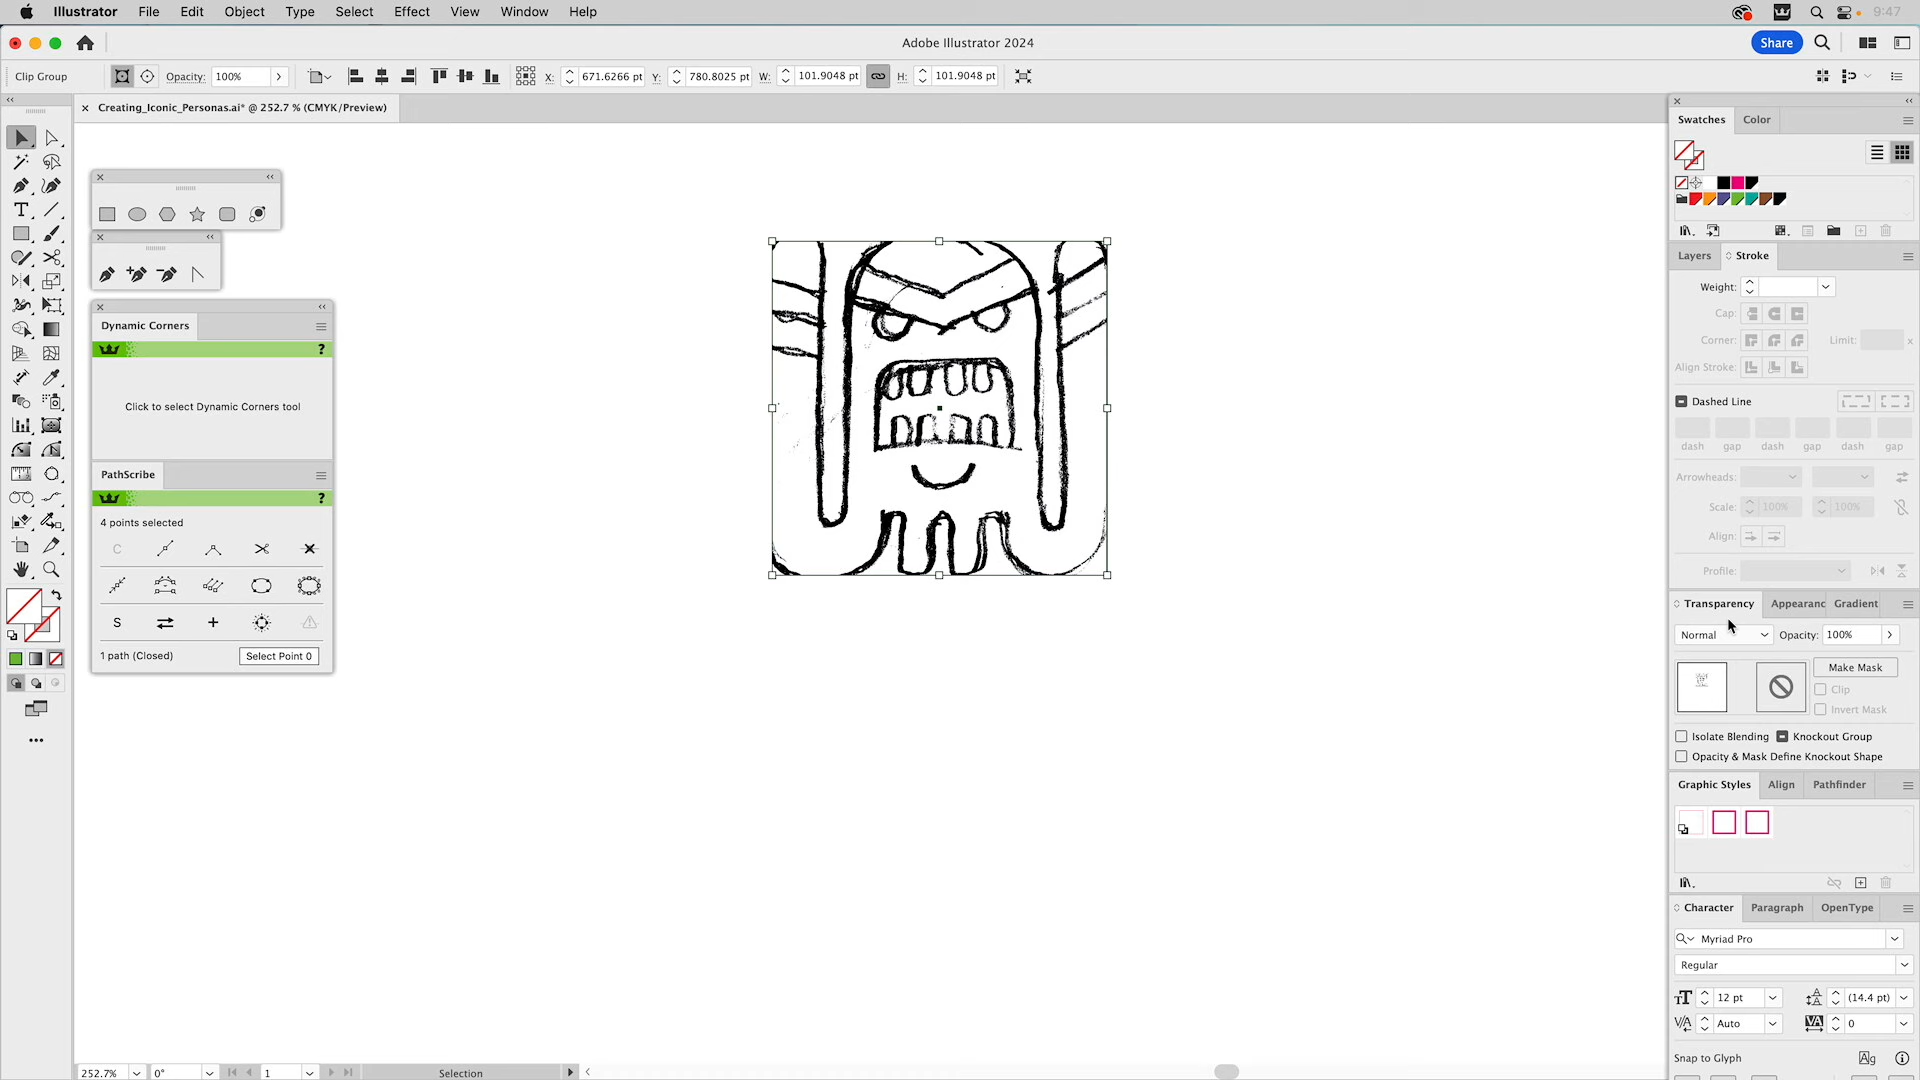 Illustrator File Edit Object Type Select Effect View Window Help 9:47
Adobe Illustrator 2024 Share
Clip Group Opacity: 100% X: 671.6266 pt Y: 780.8025 pt W: 101.9048 pt H: 101.9048 pt
Creating_Iconic_Personas.ai* @ 252.7 % (CMYK/Preview)
Swatches Color
Dynamic Corners
?
Click to select Dynamic Corners tool
PathScribe
?
4 points selected
C
S
1 path (Closed) Select Point 0
Layers Stroke
Weight:
Cap:
Corner: Limit: x
Align Stroke:
Dashed Line
dash gap dash gap dash gap
Arrowheads:
Scale: 100% 100%
Align:
Profile:
Transparency Appearanc Gradient
Normal Opacity: 100%
Make Mask
Clip
Invert Mask
Isolate Blending Knockout Group
Opacity & Mask Define Knockout Shape
Graphic Styles Align Pathfinder
Character Paragraph OpenType
Myriad Pro
Regular
12 pt (14.4 pt)
Auto 0
Snap to Glyph
252.7% 0° 1 Selection